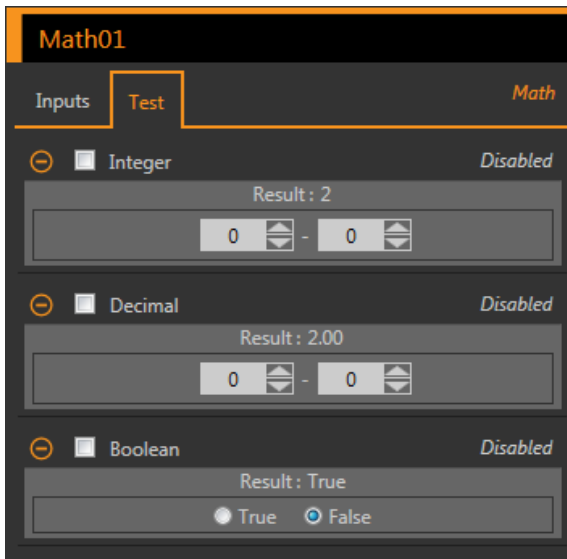 Math01
Inputs Test Math
Integer Disabled
Result : 2
0 - 0
Decimal Disabled
Result : 2.00
0 - 0
Boolean Disabled
Result : True
True False